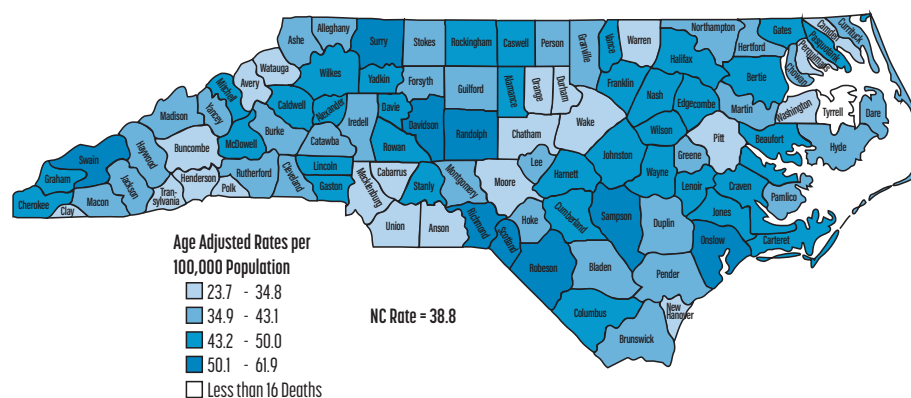 Ashe
Alleghany
Surry
Stokes
Rockingham
Caswell
Person
Granville
Vance
Warren
Northampton
Gates
Camden
Currituck
Pasquotank
Perquimans
Chowan
Hertford
Halifax
Bertie
Watauga
Wilkes
Yadkin
Forsyth
Guilford
Alamance
Orange
Durham
Franklin
Nash
Edgecombe
Martin
Washington
Tyrrell
Dare
Avery
Mitchell
Yancey
Madison
Caldwell
Alexander
Iredell
Davie
Davidson
Randolph
Chatham
Wake
Wilson
Pitt
Beaufort
Hyde
Buncombe
McDowell
Burke
Catawba
Rowan
Swain
Haywood
Graham
Jackson
Henderson
Tran-
sylvania
Polk
Rutherford
Cleveland
Lincoln
Gaston
Mecklenburg
Cabarrus
Stanly
Montgomery
Moore
Lee
Harnett
Johnston
Wayne
Greene
Lenoir
Craven
Pamlico
Cherokee
Clay
Macon
Union
Anson
Richmond
Scotland
Hoke
Cumberland
Sampson
Duplin
Jones
Onslow
Carteret
Robeson
Bladen
Pender
Columbus
Brunswick
New
Hanover
Age Adjusted Rates per
100,000 Population
23.7 - 34.8
34.9 - 43.1
43.2 - 50.0
50.1 - 61.9
Less than 16 Deaths
NC Rate = 38.8